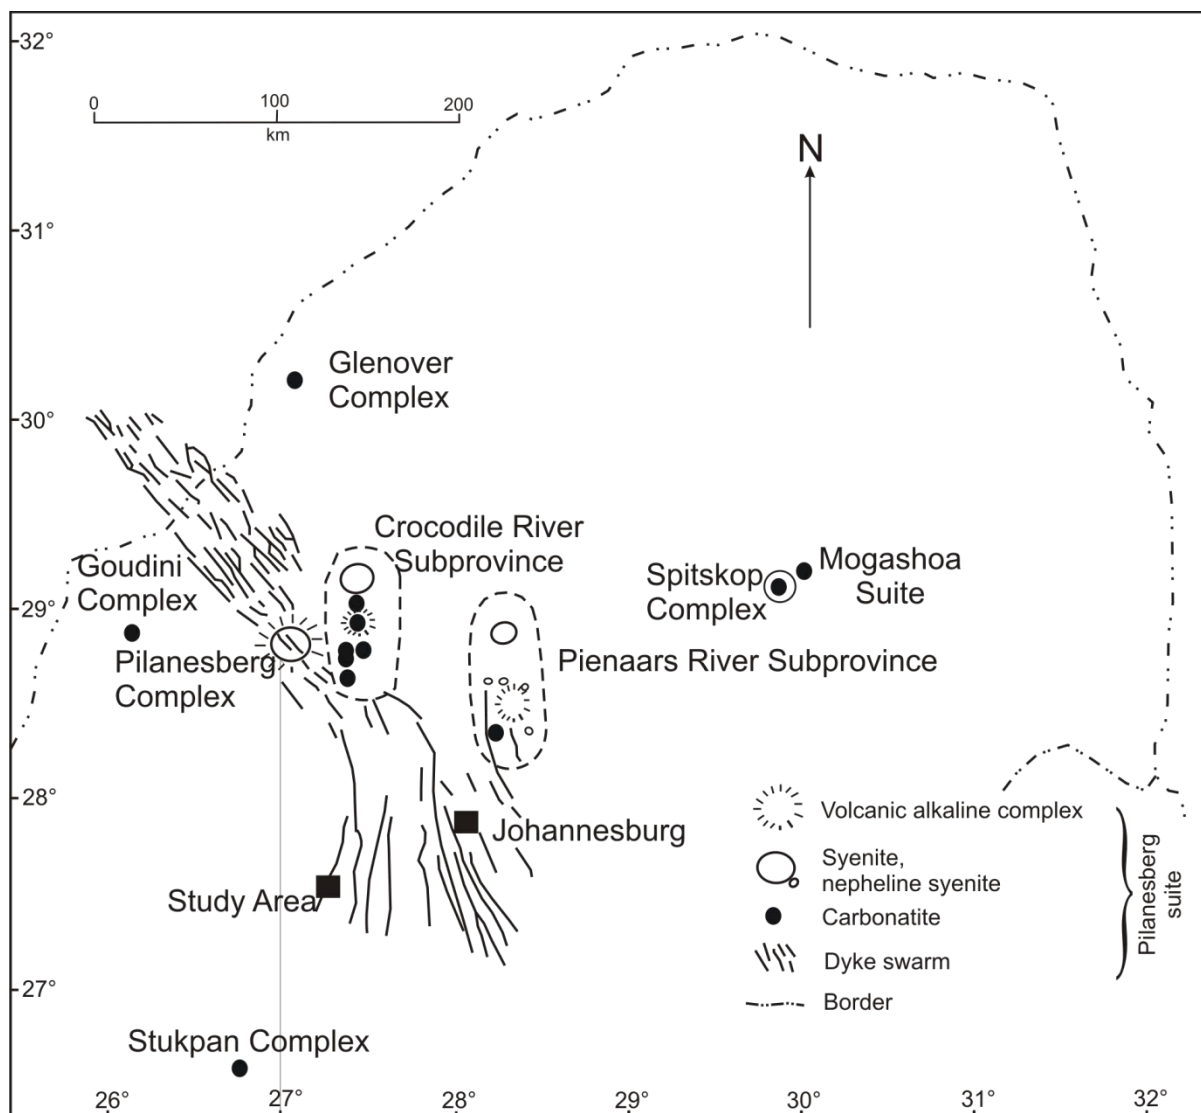 32°
0
100
200
km
N
31°
Glenover
Complex
30°
Crocodile River
Subprovince
Goudini
Complex
Spitskop
Complex
Mogashoa
Suite
29°
Pilanesberg
Complex
Pienaars River Subprovince
28°
Johannesburg
Study Area
Volcanic alkaline complex
Syenite,
nepheline syenite
Carbonatite
Dyke swarm
Border
Pilanesberg
suite
27°
Stukpan Complex
26°
27°
28°
29°
30°
31°
32°